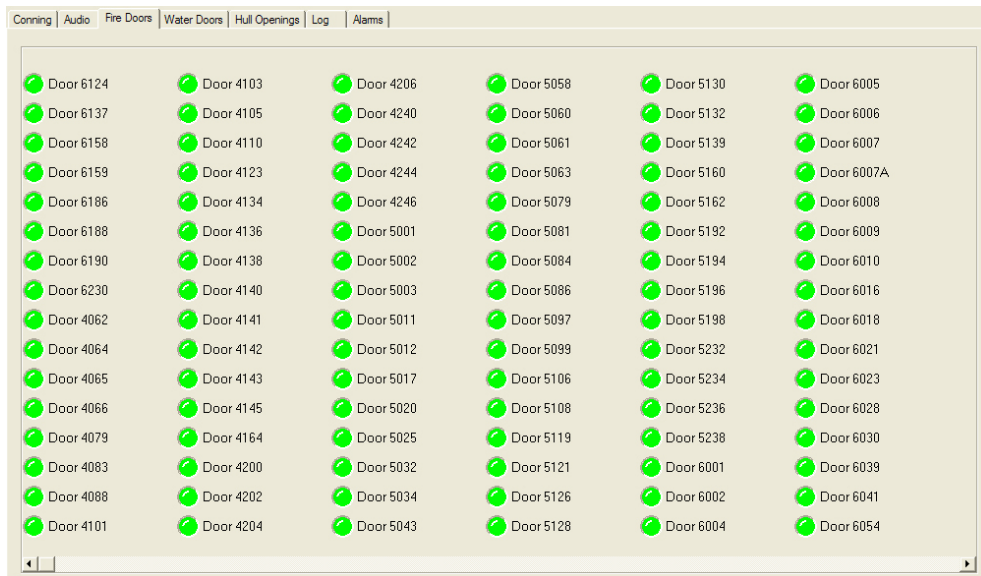 Conning Audio Fire Doors Water Doors Hull Openings Log Alarms
Door 6124 Door 4103 Door 4206 Door 5058 Door 5130 Door 6005
Door 6137 Door 4105 Door 4240 Door 5060 Door 5132 Door 6006
Door 6158 Door 4110 Door 4242 Door 5061 Door 5139 Door 6007
Door 6159 Door 4123 Door 4244 Door 5063 Door 5160 Door 6007A
Door 6186 Door 4134 Door 4246 Door 5079 Door 5162 Door 6008
Door 6188 Door 4136 Door 5001 Door 5081 Door 5192 Door 6009
Door 6190 Door 4138 Door 5002 Door 5084 Door 5194 Door 6010
Door 6230 Door 4140 Door 5003 Door 5086 Door 5196 Door 6016
Door 4062 Door 4141 Door 5011 Door 5097 Door 5198 Door 6018
Door 4064 Door 4142 Door 5012 Door 5099 Door 5232 Door 6021
Door 4065 Door 4143 Door 5017 Door 5106 Door 5234 Door 6023
Door 4066 Door 4145 Door 5020 Door 5108 Door 5236 Door 6028
Door 4079 Door 4164 Door 5025 Door 5119 Door 5238 Door 6030
Door 4083 Door 4200 Door 5032 Door 5121 Door 6001 Door 6039
Door 4088 Door 4202 Door 5034 Door 5126 Door 6002 Door 6041
Door 4101 Door 4204 Door 5043 Door 5128 Door 6004 Door 6054